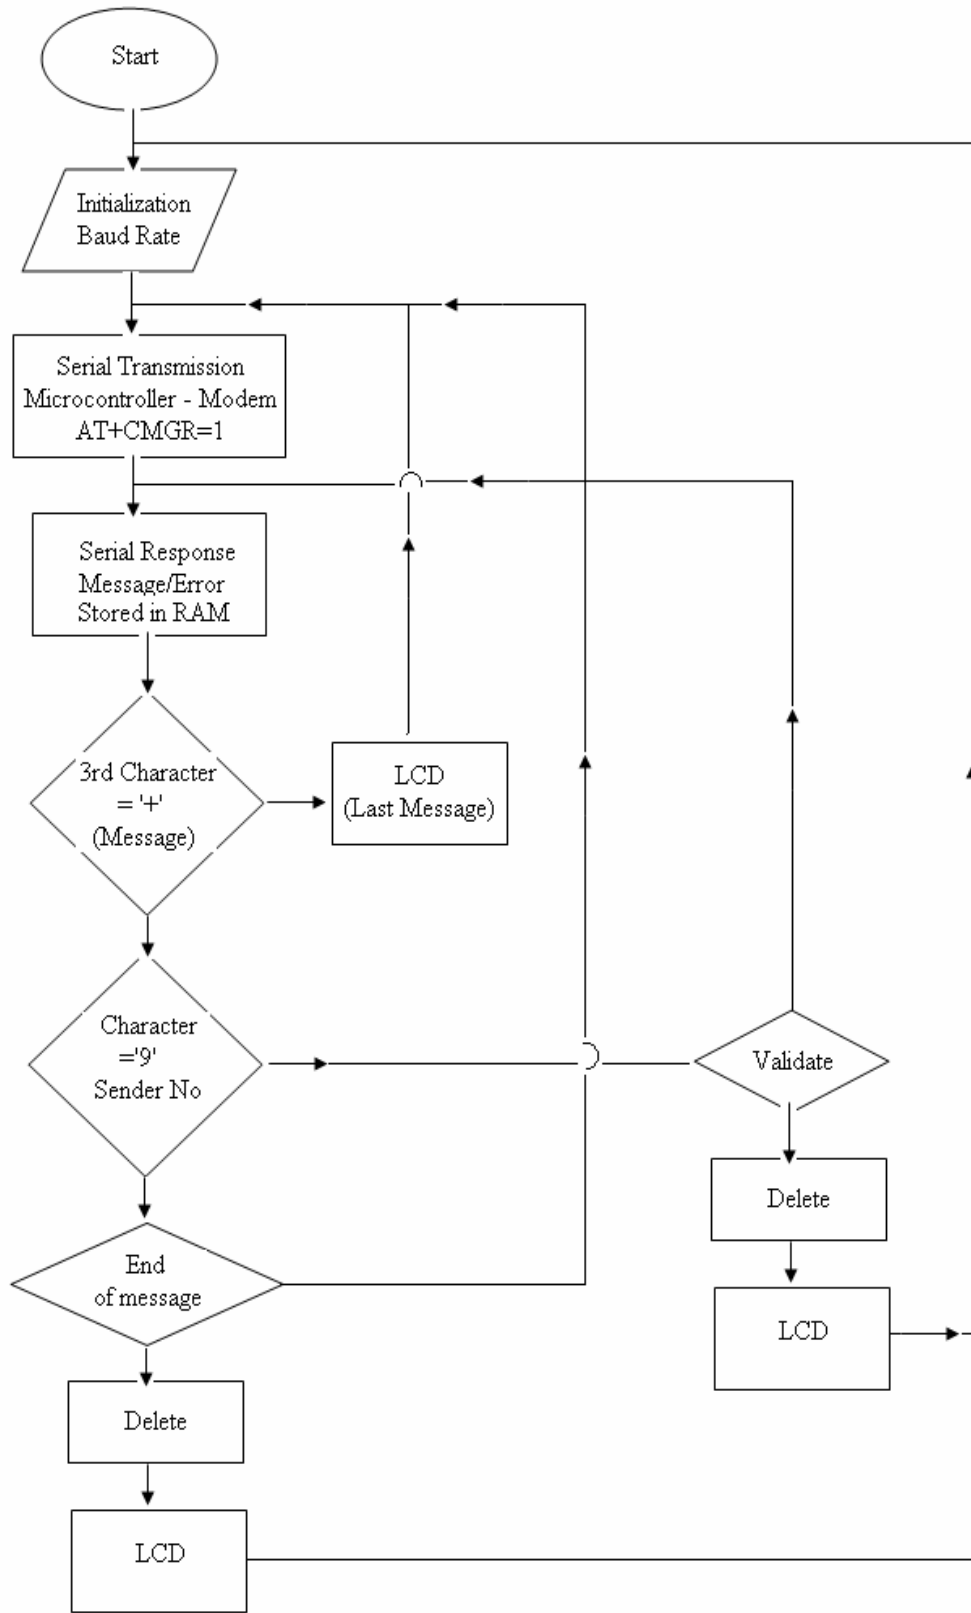 Start
Initialization
Baud Rate
Serial Transmission
Microcontroller - Modem
AT+CMGR=1
Serial Response
Message/Error
Stored in RAM
3rd Character
= '+'
(Message)
LCD
(Last Message)
Character
='9'
Sender No
Validate
Delete
LCD
End
of message
Delete
LCD